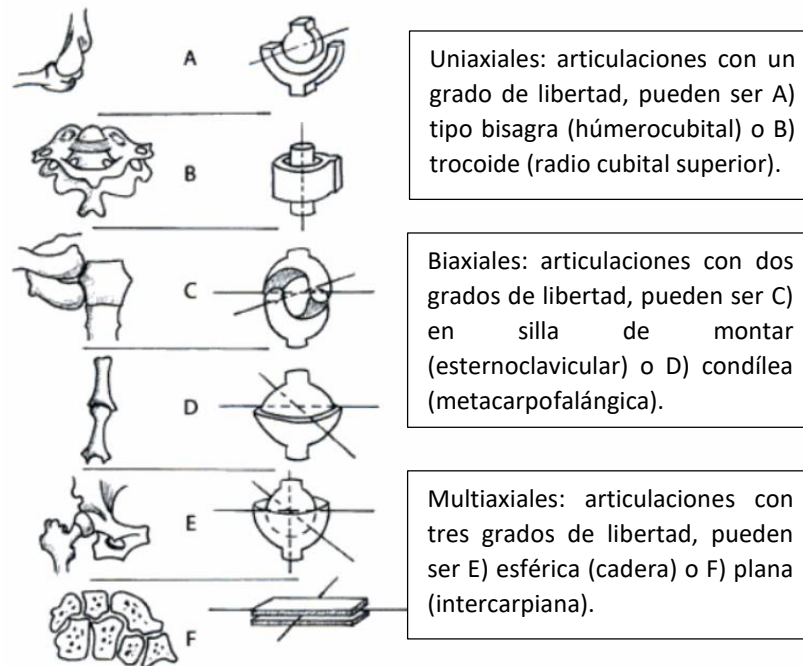 A
Uniaxiales: articulaciones con un
grado de libertad, pueden ser A)
tipo bisagra (húmerocubital) o B)
trocoide (radio cubital superior).
B
C
Biaxiales: articulaciones con dos
grados de libertad, pueden ser C)
en silla de montar
(esternoclavicular) o D) condílea
(metacarpofalángica).
D
E
Multiaxiales: articulaciones con
tres grados de libertad, pueden
ser E) esférica (cadera) o F) plana
(intercarpiana).
F